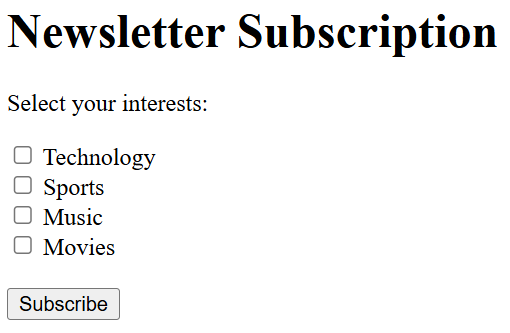 Newsletter Subscription
Select your interests:
Technology
Sports
Music
Movies
Subscribe